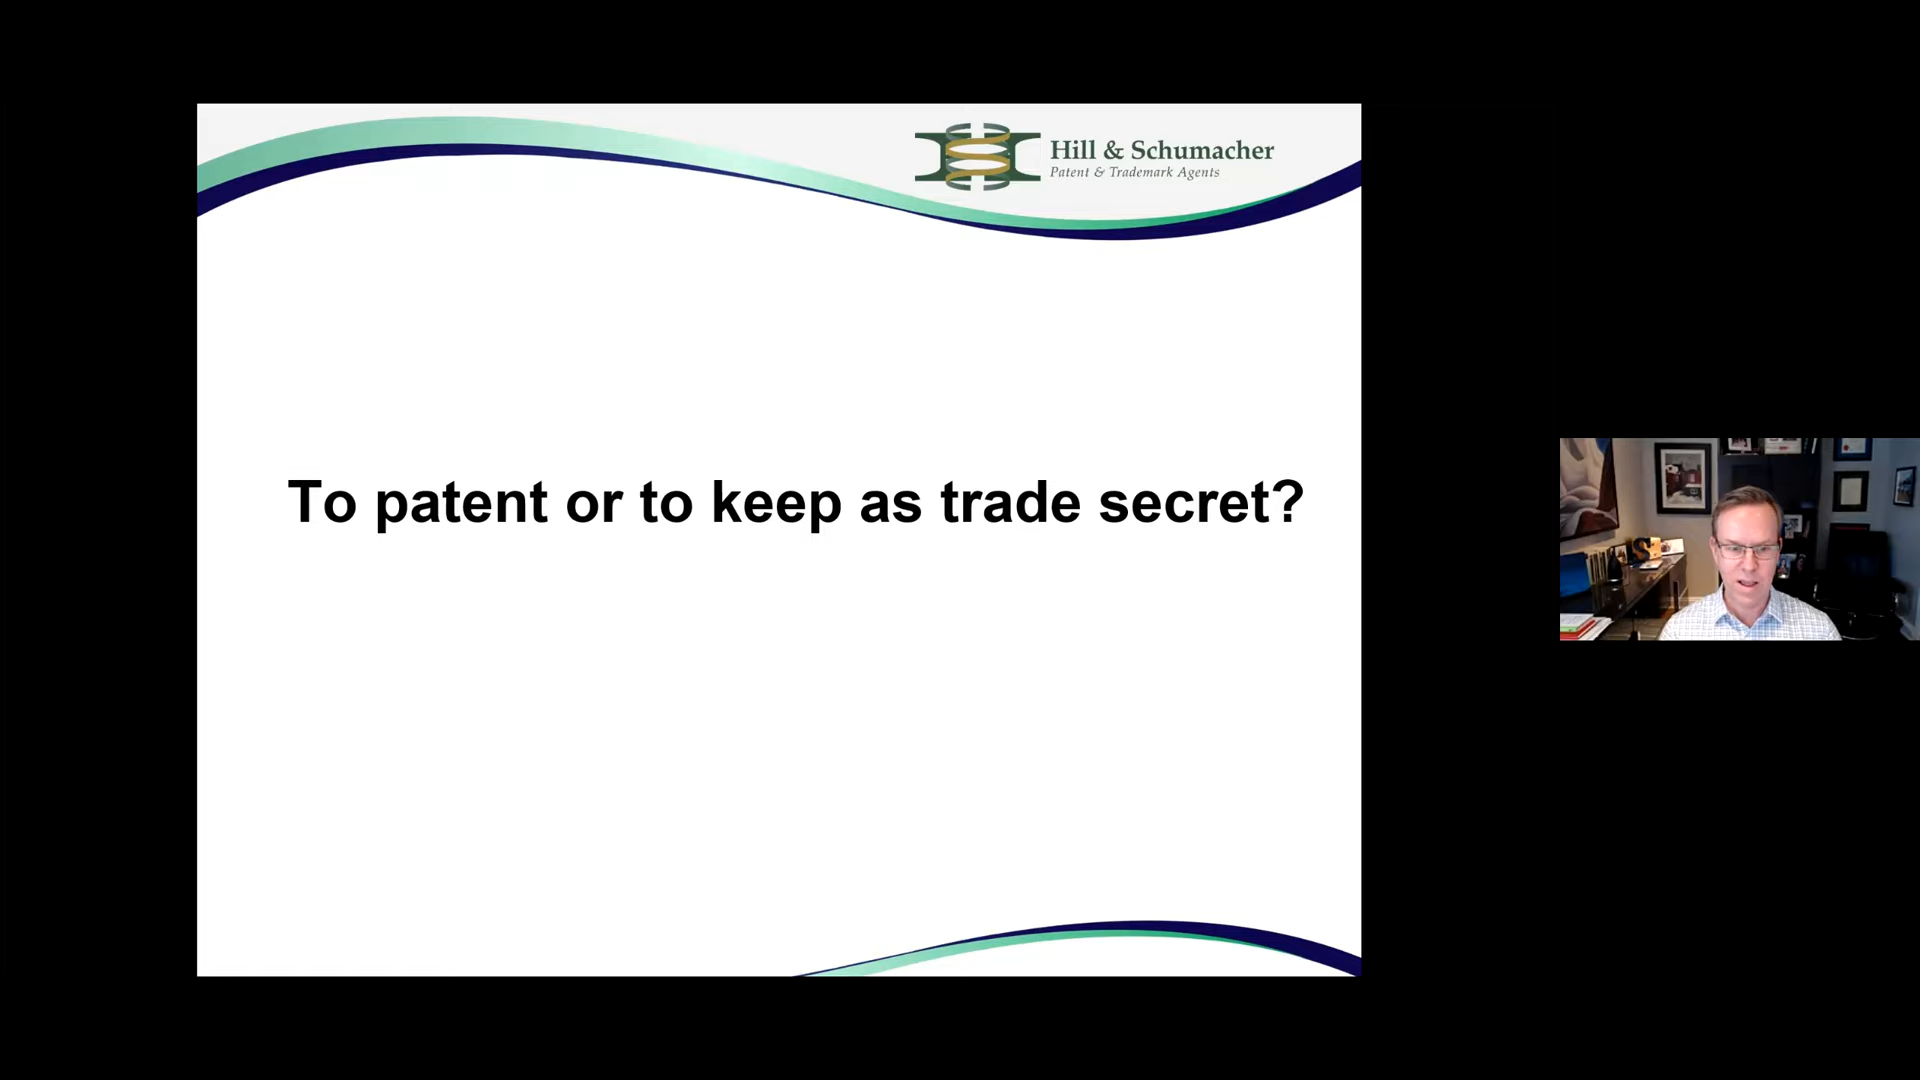 Hill & Schumacher
Patent & Trademark Agents
To patent or to keep as trade secret?